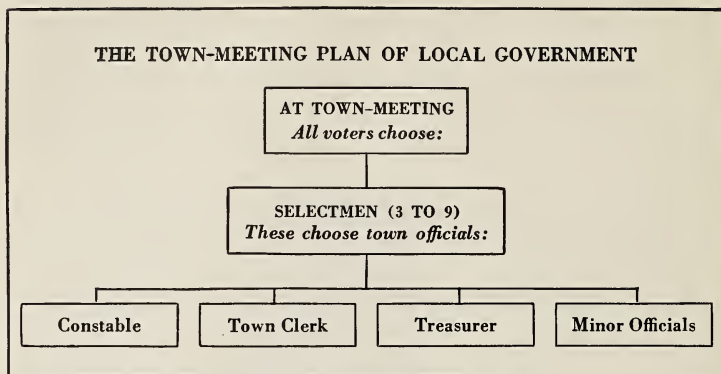 THE TOWN-MEETING PLAN OF LOCAL GOVERNMENT
AT TOWN-MEETING
All voters choose:
SELECTMEN (3 TO 9)
These choose town officials:
Constable
Town Clerk
Treasurer
Minor Officials